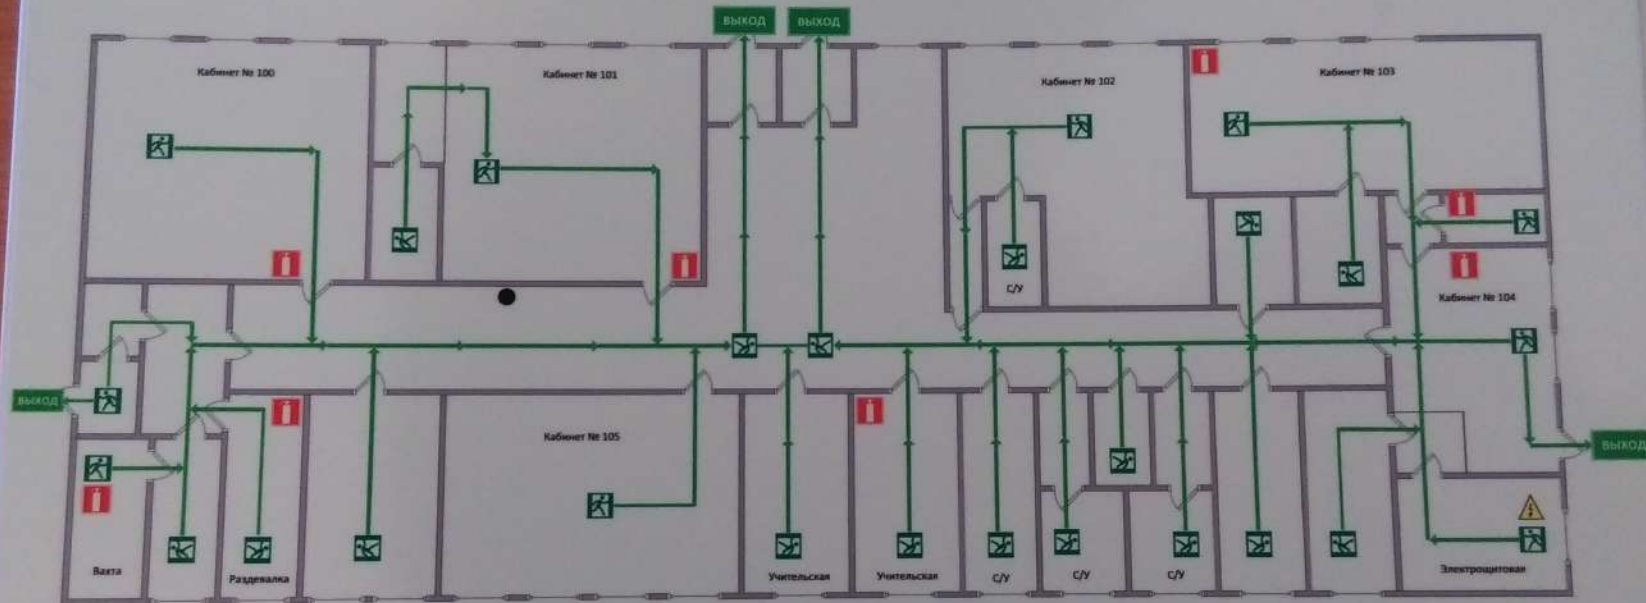 ВЫХОД
ВЫХОД
Кабинет № 100
Кабинет № 101
Кабинет № 102
Кабинет № 103
С/У
Кабинет № 104
ВЫХОД
Кабинет № 105
ВЫХОД
Вахта
Раздевалка
Учительская
Учительская
С/У
С/У
С/У
Электрощитовая